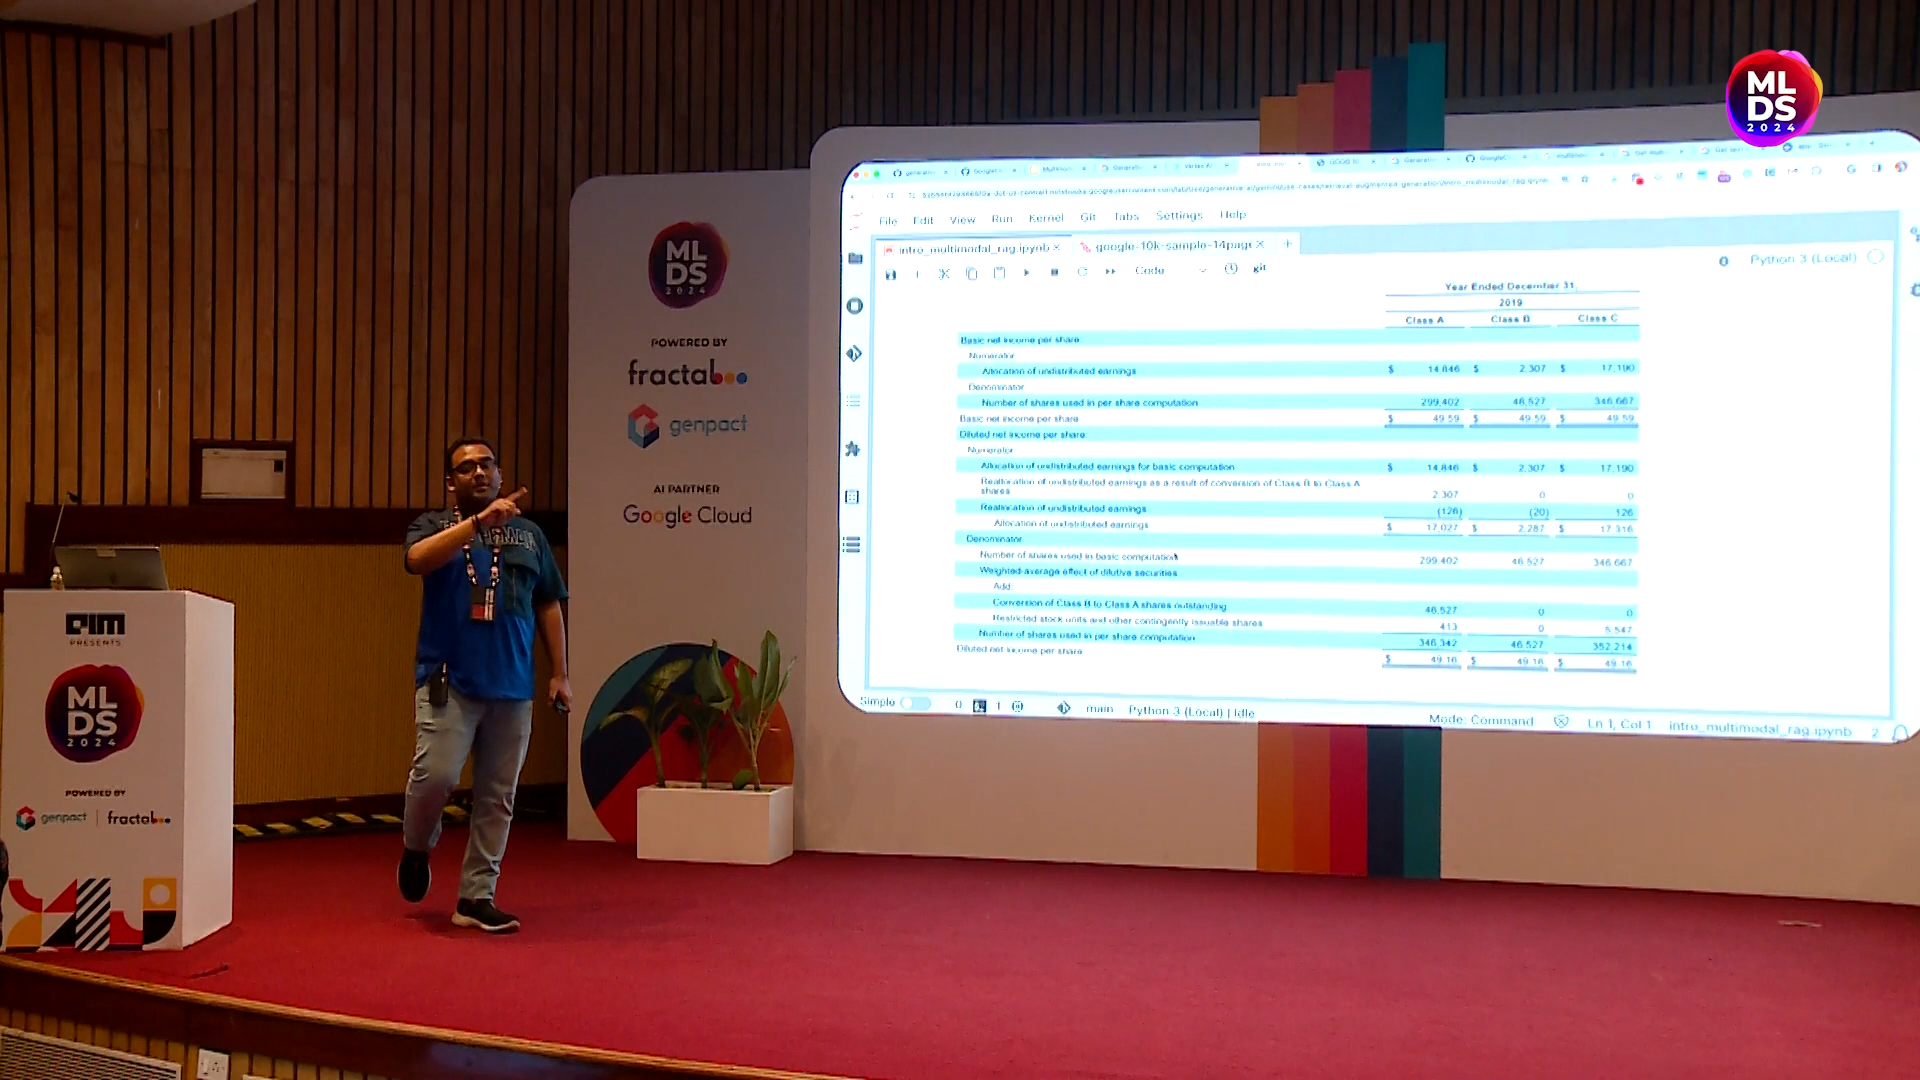 ML
DS
2024
ML
DS
2024
POWERED BY
fractal
genpact
AI PARTNER
Google Cloud
AIM
PRESENTS
ML
DS
2024
POWERED BY
genpact | fractal
File Edit View Run Kernel Git Tabs Settings Help
intro_multimodal_rag.ipynb × google-10k-sample-14page × +
Code git Python 3 (Local)
Year Ended December 31,
2019
Class A Class B Class C
Basic net income per share:
Numerator
Allocation of undistributed earnings $ 14,846 $ 2,307 $ 17,190
Denominator
Number of shares used in per share computation 299,402 46,527 346,667
Basic net income per share $ 49.59 $ 49.59 $ 49.59
Diluted net income per share:
Numerator
Allocation of undistributed earnings for basic computation $ 14,846 $ 2,307 $ 17,190
Reallocation of undistributed earnings as a result of conversion of Class B to Class A
shares 2,307 0 0
Reallocation of undistributed earnings (126) (20) 126
Allocation of undistributed earnings $ 17,027 $ 2,287 $ 17,316
Denominator
Number of shares used in basic computation 299,402 46,527 346,667
Weighted-average effect of dilutive securities
Add
Conversion of Class B to Class A shares outstanding 46,527 0 0
Restricted stock units and other contingently issuable shares 413 0 5,547
Number of shares used in per share computation 346,342 46,527 352,214
Diluted net income per share $ 49.16 $ 49.16 $ 49.16
Simple 0 1 main Python 3 (Local) | Idle Mode: Command Ln 1, Col 1 intro_multimodal_rag.ipynb 2